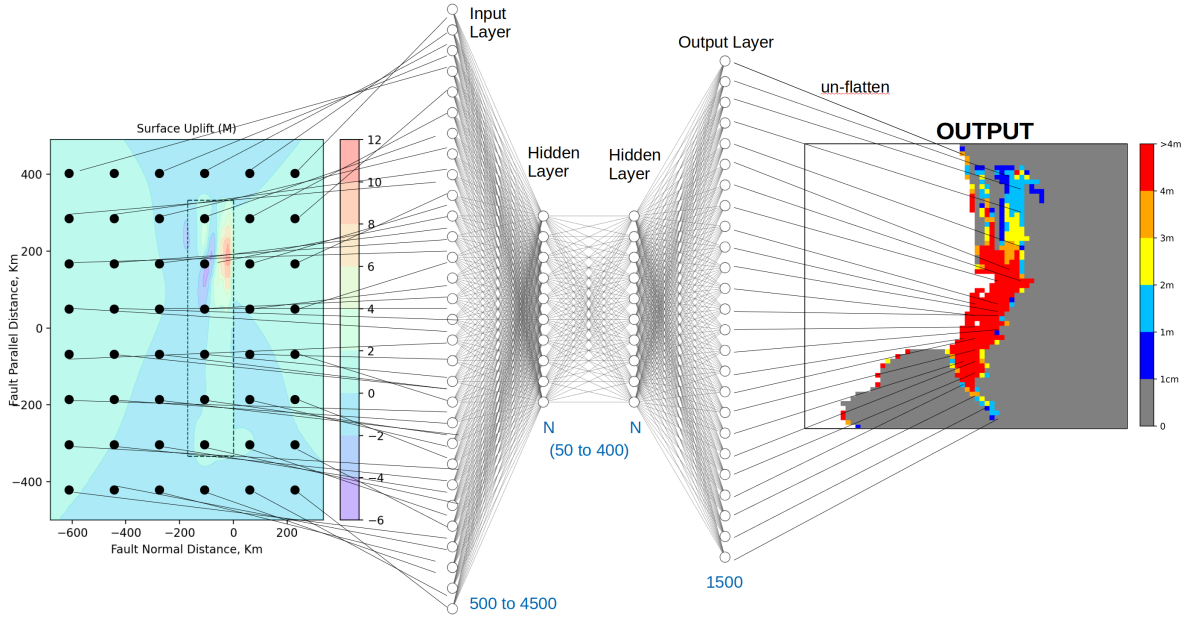 Input
Layer
Output Layer
un-flatten
Surface Uplift (M)
OUTPUT
Hidden
Layer
Hidden
Layer
400
200
0
−200
−400
Fault Parallel Distance, Km
−600
−400
−200
0
200
Fault Normal Distance, Km
12
10
8
6
4
2
0
−2
−4
−6
>4m
4m
3m
2m
1m
1cm
0
N
N
(50 to 400)
500 to 4500
1500